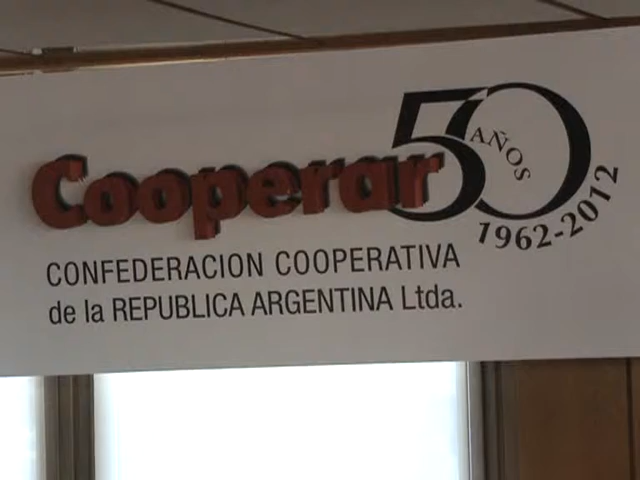 Cooperar
50
AÑOS
1962-2012
CONFEDERACION COOPERATIVA
de la REPUBLICA ARGENTINA Ltda.